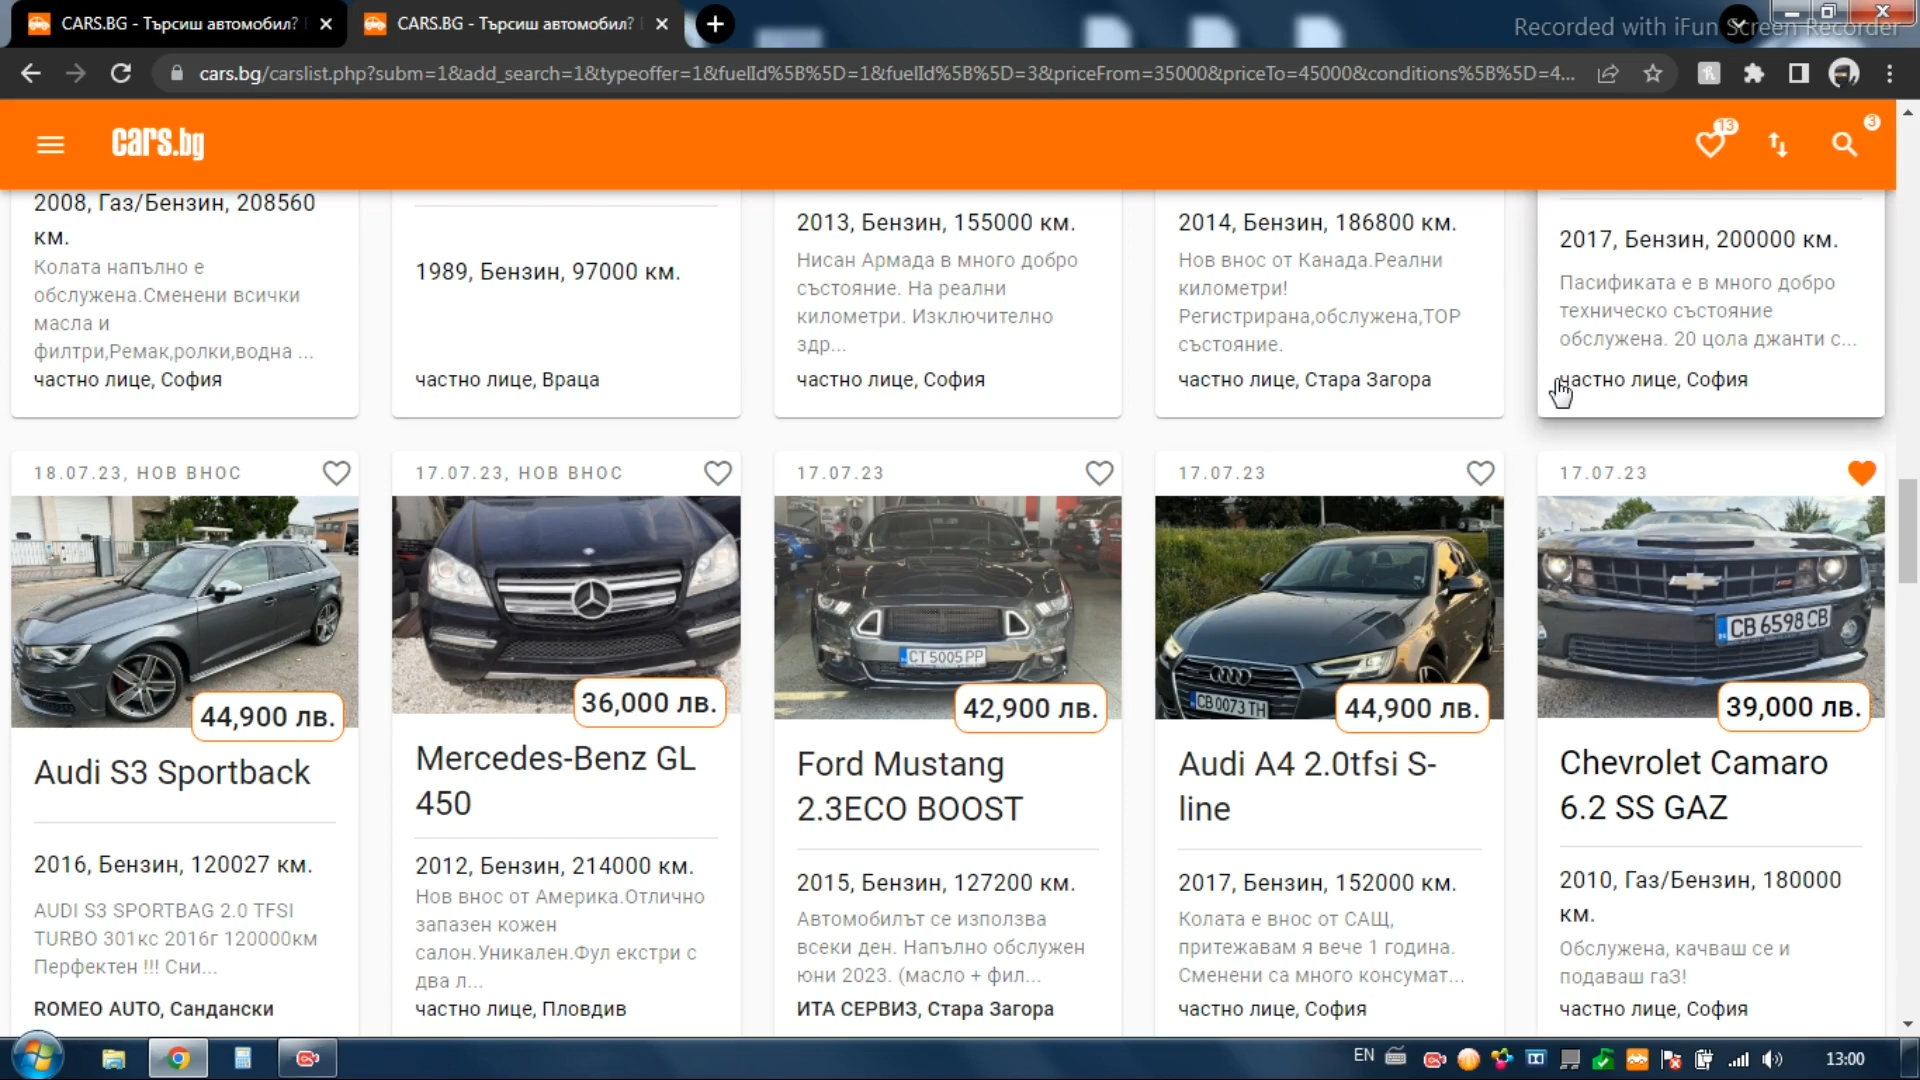 CARS.BG - Търсиш автомобил?
CARS.BG - Търсиш автомобил?
Recorded with iFun Screen Recorder
cars.bg/carslist.php?subm=1&add_search=1&typeoffer=1&fuelId%5B%5D=1&fuelId%5B%5D=3&priceFrom=35000&priceTo=45000&conditions%5B%5D=4...
cars.bg
13
3
2008, Газ/Бензин, 208560
км.
Колата напълно е
обслужена.Сменени всички
масла и
филтри,Ремак,ролки,водна ...
частно лице, София
1989, Бензин, 97000 км.
частно лице, Враца
2013, Бензин, 155000 км.
Нисан Армада в много добро
състояние. На реални
километри. Изключително
здр...
частно лице, София
2014, Бензин, 186800 км.
Нов внос от Канада.Реални
километри!
Регистрирана,обслужена,ТОР
състояние.
частно лице, Стара Загора
2017, Бензин, 200000 км.
Пасификата е в много добро
техническо състояние
обслужена. 20 цола джанти с...
частно лице, София
18.07.23, НОВ ВНОС
44,900 лв.
Audi S3 Sportback
2016, Бензин, 120027 км.
AUDI S3 SPORTBAG 2.0 TFSI
TURBO 301кс 2016г 120000км
Перфектен !!! Сни...
ROMEO AUTO, Сандански
17.07.23, НОВ ВНОС
36,000 лв.
Mercedes-Benz GL
450
2012, Бензин, 214000 км.
Нов внос от Америка.Отлично
запазен кожен
салон.Уникален.Фул екстри с
два л...
частно лице, Пловдив
17.07.23
CT 5005 PP
42,900 лв.
Ford Mustang
2.3ECO BOOST
2015, Бензин, 127200 км.
Автомобилът се използва
всеки ден. Напълно обслужен
юни 2023. (масло + фил...
ИТА СЕРВИЗ, Стара Загора
17.07.23
CB 0073 TH
44,900 лв.
Audi A4 2.0tfsi S-
line
2017, Бензин, 152000 км.
Колата е внос от САЩ,
притежавам я вече 1 година.
Сменени са много консумат...
частно лице, София
17.07.23
CB 6598 CB
39,000 лв.
Chevrolet Camaro
6.2 SS GAZ
2010, Газ/Бензин, 180000
км.
Обслужена, качваш се и
подаваш га3!
частно лице, София
EN
13:00